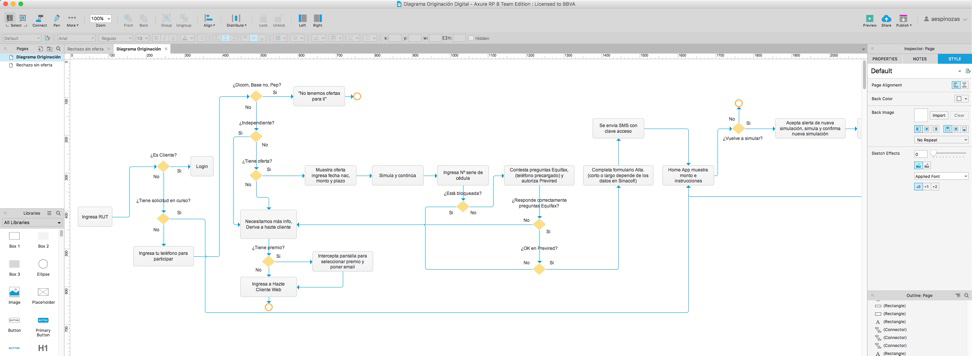 Diagrama Originación Digital - Axure RP 8 Team Edition : Licensed to BBVA
Select
Connect
Pen
More
100%
Zoom
Front
Back
Group
Ungroup
Align
Distribute
Lock
Unlock
Left
Right
Preview
Share
Publish
aespinozas
Default
Arial
Regular
13
Hidden
PAGES
Diagrama Originación
Rechazo sin oferta
Rechazo sin oferta
Diagrama Originación
Inspector: Page
PROPERTIES
NOTES
STYLE
Default
Page Alignment
Back Color
Back Image
Import
Clear
No Repeat
Sketch Effects
0
Applied Font
+0
+1
+2
Outline: Page
(Rectangle)
(Rectangle)
(Rectangle)
(Connector)
(Connector)
(Connector)
(Rectangle)
Libraries
All Libraries
Box 1
Box 2
Box 3
Ellipse
Image
Placeholder
Button
Primary
Button
Link
H1
Ingresa RUT
¿Es Cliente?
Si
No
Login
¿Tiene solicitud en curso?
Si
No
Ingresa tu teléfono para
participar
¿Dicom, Base no, Pep?
Si
No
"No tenemos ofertas
para ti"
¿Independiente?
Si
No
¿Tiene oferta?
Si
No
Muestra oferta
ingresa fecha nac,
monto y plazo
Simula y continúa
Ingresa Nº serie de
cédula
¿Está bloqueada?
Si
No
Contesta preguntas Equifax,
(teléfono precargado) y
autoriza Previred
¿Responde correctamente
preguntas Equifax?
No
Si
¿OK en Previred?
No
Si
Necesitamos más info,
Deriva a hazte cliente
¿Tiene premio?
Si
No
Intercepta pantalla para
seleccionar premio y
poner email
Ingresa a Hazte
Cliente Web
Se envía SMS con
clave acceso
Completa formulario Alta.
(corto o largo depende de los
datos en Sinacofi)
Home App muestra
monto e
instrucciones
No
Si
¿Vuelve a simular?
Acepta alerta de nueva
simulación, simula y confirma
nueva simulación